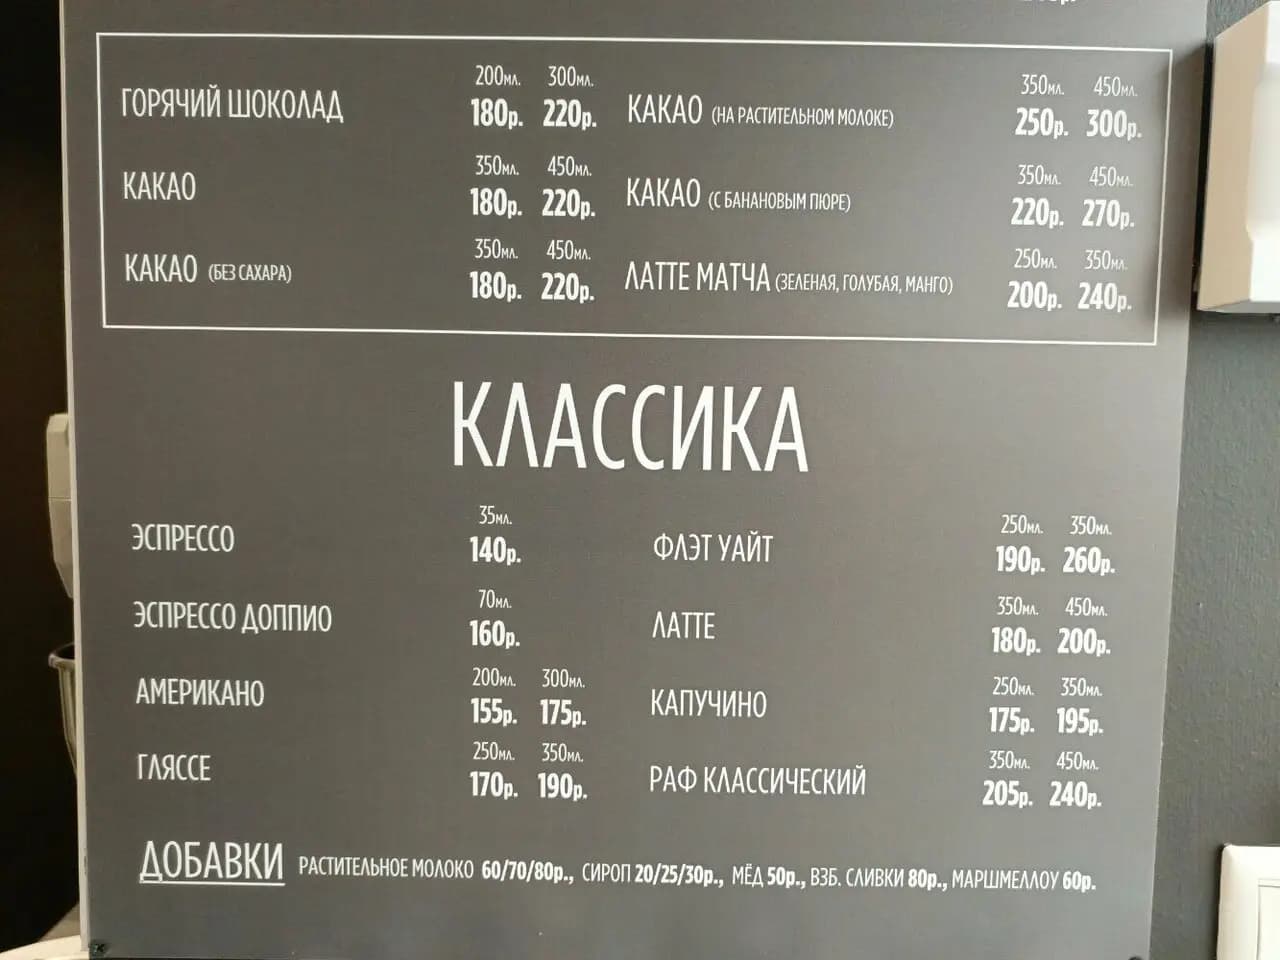 ГОРЯЧИЙ ШОКОЛАД 200МЛ. 180р. 300МЛ. 220р.
КАКАО 350МЛ. 180р. 450МЛ. 220р.
КАКАО (БЕЗ САХАРА) 350МЛ. 180р. 450МЛ. 220р.
КАКАО (НА РАСТИТЕЛЬНОМ МОЛОКЕ) 350МЛ. 250р. 450МЛ. 300р.
КАКАО (С БАНАНОВЫМ ПЮРЕ) 350МЛ. 220р. 450МЛ. 270р.
ЛАТТЕ МАТЧА (ЗЕЛЕНАЯ, ГОЛУБАЯ, МАНГО) 250МЛ. 200р. 350МЛ. 240р.
КЛАССИКА
ЭСПРЕССО 35МЛ. 140р.
ЭСПРЕССО ДОППИО 70МЛ. 160р.
АМЕРИКАНО 200МЛ. 155р. 300МЛ. 175р.
ГЛЯССЕ 250МЛ. 170р. 350МЛ. 190р.
ФЛЭТ УАЙТ 250МЛ. 190р. 350МЛ. 260р.
ЛАТТЕ 350МЛ. 180р. 450МЛ. 200р.
КАПУЧИНО 250МЛ. 175р. 350МЛ. 195р.
РАФ КЛАССИЧЕСКИЙ 350МЛ. 205р. 450МЛ. 240р.
ДОБАВКИ РАСТИТЕЛЬНОЕ МОЛОКО 60/70/80р., СИРОП 20/25/30р., МЁД 50р., ВЗБ. СЛИВКИ 80р., МАРШМЕЛЛОУ 60р.